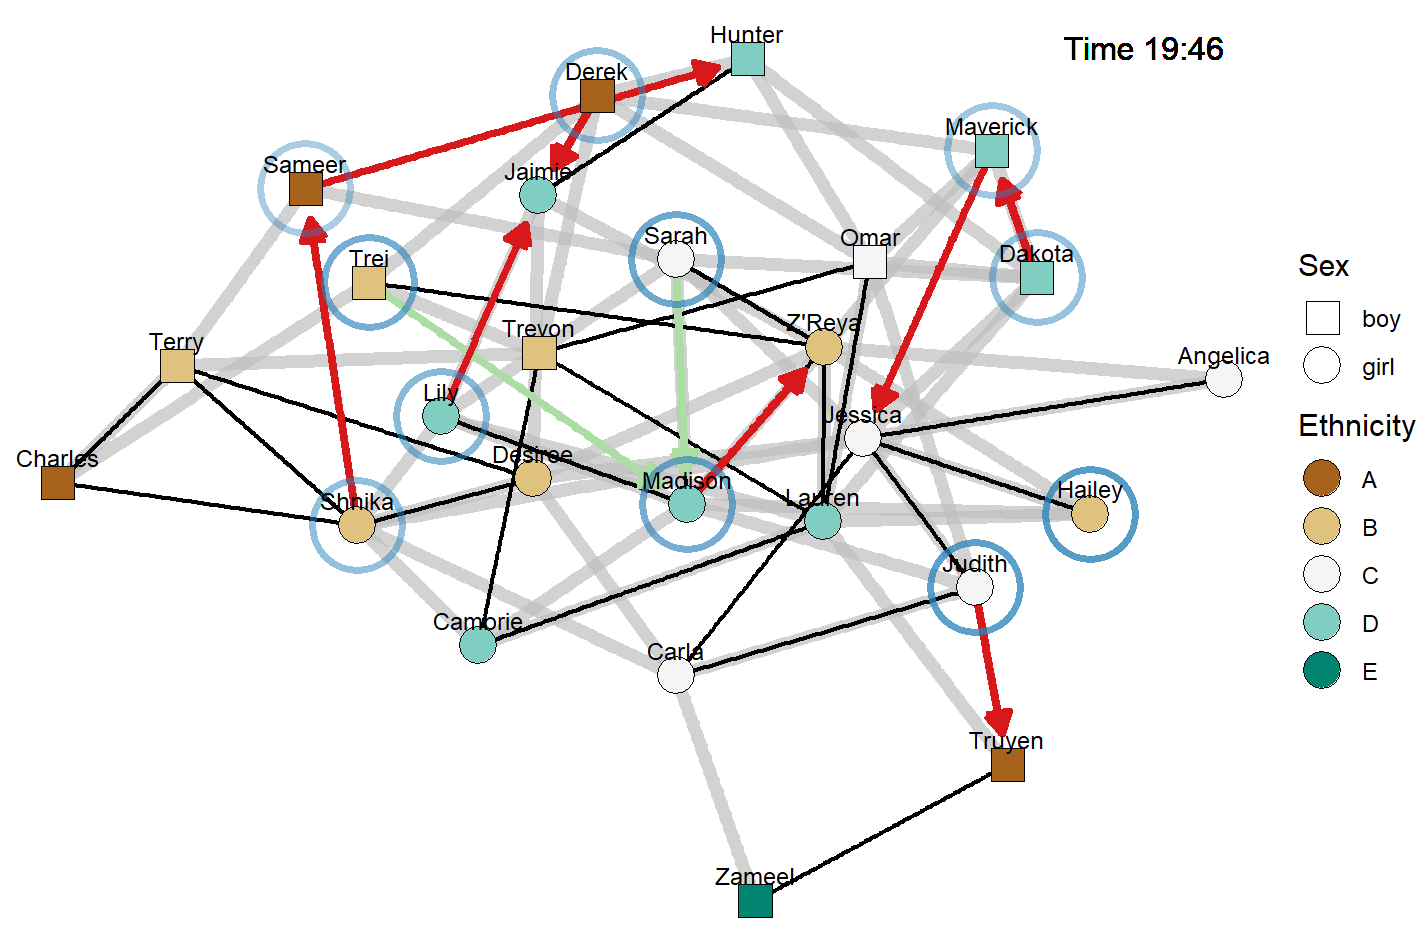 Hunter
Time 19:46
Derek
Maverick
Sameer
Jaimie
Sarah
Omar
Dakota
Trei
Sex
boy
girl
Trevon
Z'Reya
Terry
Angelica
Lily
Jessica
Ethnicity
Charles
Desiree
Madison
Lauren
Hailey
Shnika
A
B
C
D
E
Judith
Cambrie
Carla
Truyen
Zameel